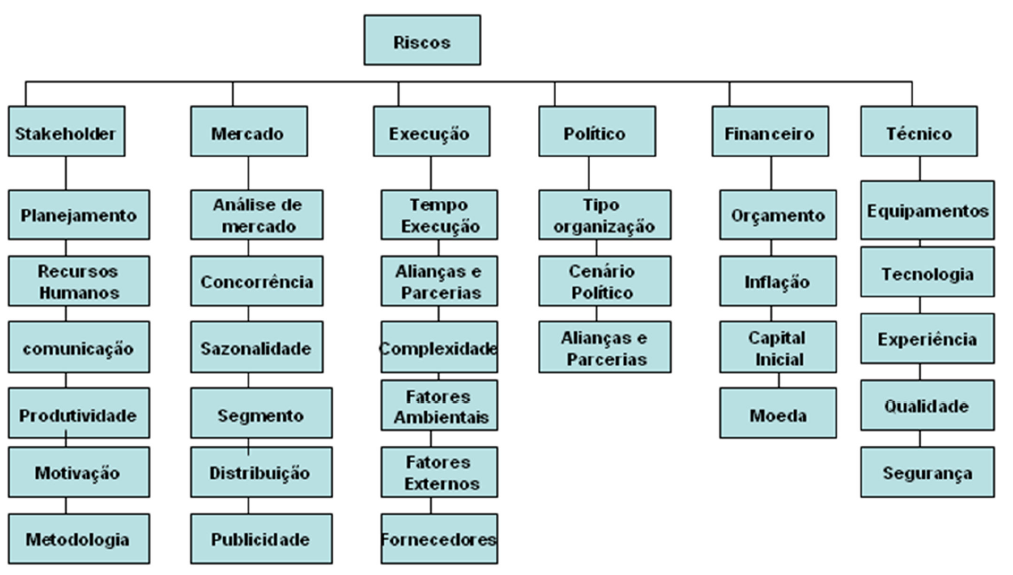 Riscos
Stakeholder
Mercado
Execução
Político
Financeiro
Técnico
Planejamento
Recursos
Humanos
comunicação
Produtividade
Motivação
Metodologia
Análise de
mercado
Concorrência
Sazonalidade
Segmento
Distribuição
Publicidade
Tempo
Execução
Alianças e
Parcerias
Complexidade
Fatores
Ambientais
Fatores
Externos
Fornecedores
Tipo
organização
Cenário
Político
Alianças e
Parcerias
Orçamento
Inflação
Capital
Inicial
Moeda
Equipamentos
Tecnologia
Experiência
Qualidade
Segurança